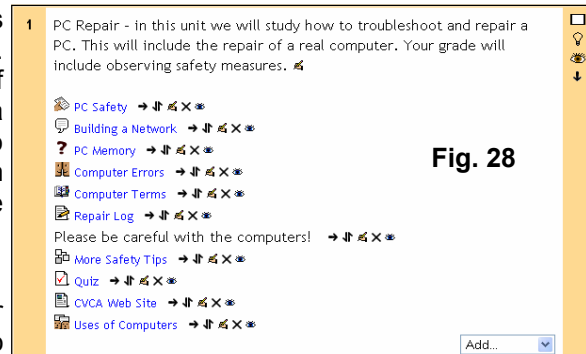 1 PC Repair - in this unit we will study how to troubleshoot and repair a
PC. This will include the repair of a real computer. Your grade will
include observing safety measures.
PC Safety
Building a Network
? PC Memory
Fig. 28
Computer Errors
Computer Terms
Repair Log
Please be careful with the computers!
More Safety Tips
Quiz
CVCA Web Site
Uses of Computers
Add...